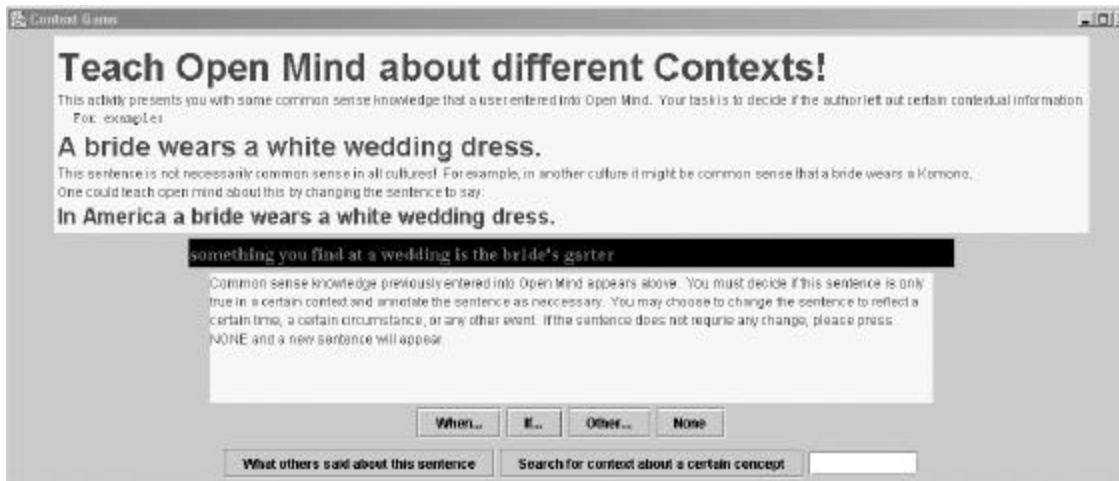 Context Game
Teach Open Mind about different Contexts!
This activity presents you with some common sense knowledge that a user entered into Open Mind. Your task is to decide if the author left out certain contextual information.
For example:
A bride wears a white wedding dress.
This sentence is not necessarily common sense in all cultures! For example, in another culture it might be common sense that a bride wears a Komono.
One could teach open mind about this by changing the sentence to say:
In America a bride wears a white wedding dress.
something you find at a wedding is the bride's garter
Common sense knowledge previously entered into Open Mind appears above. You must decide if this sentence is only
true in a certain context and annotate the sentence as neccessary. You may choose to change the sentence to reflect a
certain time, a certain circumstance, or any other event. If the sentence does not requrie any change, please press
NONE and a new sentence will appear.
When... If... Other... None
What others said about this sentence Search for context about a certain concept